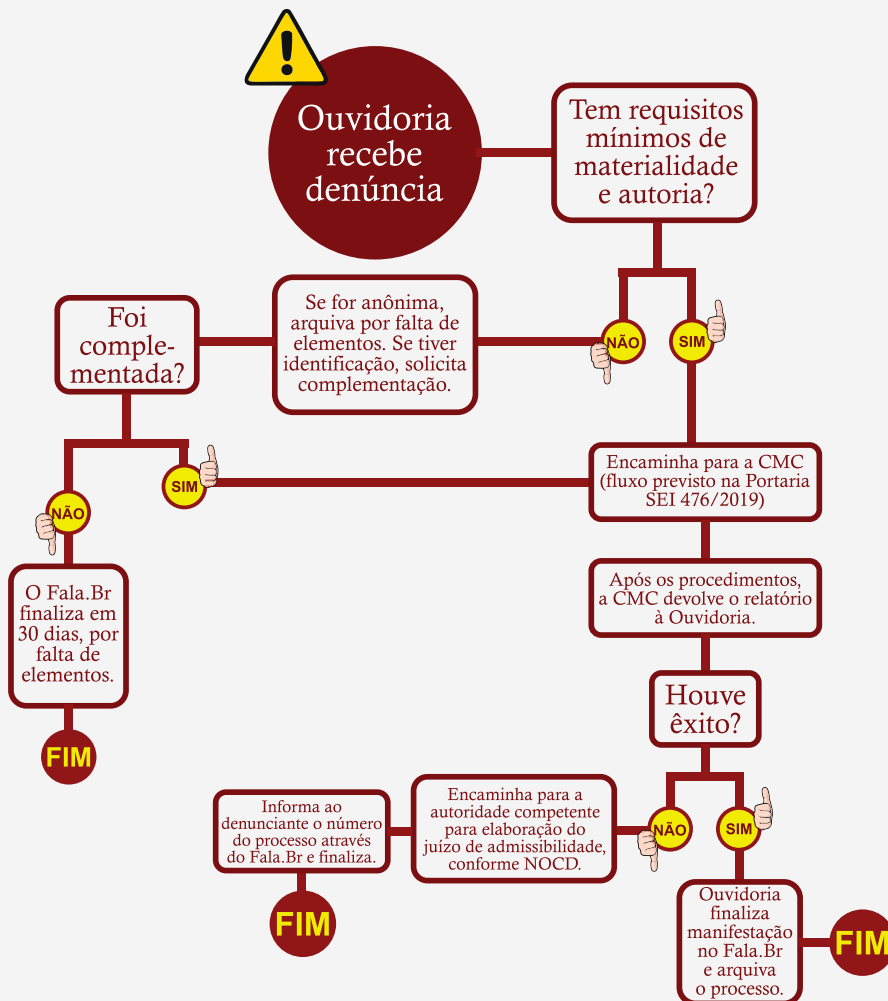 Ouvidoria
recebe
denúncia
Tem requisitos
mínimos de
materialidade
e autoria?
NÃO
SIM
Se for anônima,
arquiva por falta de
elementos. Se tiver
identificação, solicita
complementação.
Foi
comple-
mentada?
NÃO
SIM
O Fala.Br
finaliza em
30 dias, por
falta de
elementos.
FIM
Encaminha para a CMC
(fluxo previsto na Portaria
SEI 476/2019)
Após os procedimentos,
a CMC devolve o relatório
à Ouvidoria.
Houve
êxito?
NÃO
SIM
Encaminha para a
autoridade competente
para elaboração do
juízo de admissibilidade,
conforme NOCD.
Informa ao
denunciante o número
do processo através
do Fala.Br e finaliza.
FIM
Ouvidoria
finaliza
manifestação
no Fala.Br
e arquiva
o processo.
FIM